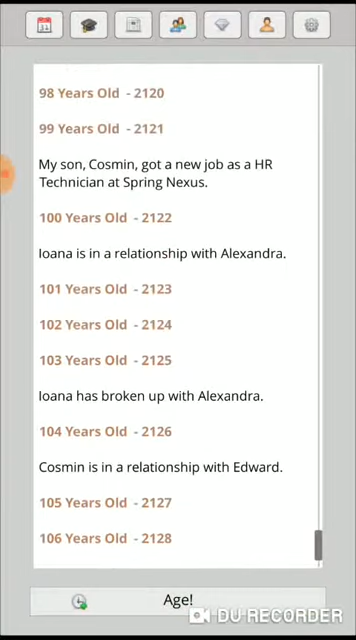 98 Years Old - 2120
99 Years Old - 2121
My son, Cosmin, got a new job as a HR
Technician at Spring Nexus.
100 Years Old - 2122
Ioana is in a relationship with Alexandra.
101 Years Old - 2123
102 Years Old - 2124
103 Years Old - 2125
Ioana has broken up with Alexandra.
104 Years Old - 2126
Cosmin is in a relationship with Edward.
105 Years Old - 2127
106 Years Old - 2128
Age!
DU RECORDER